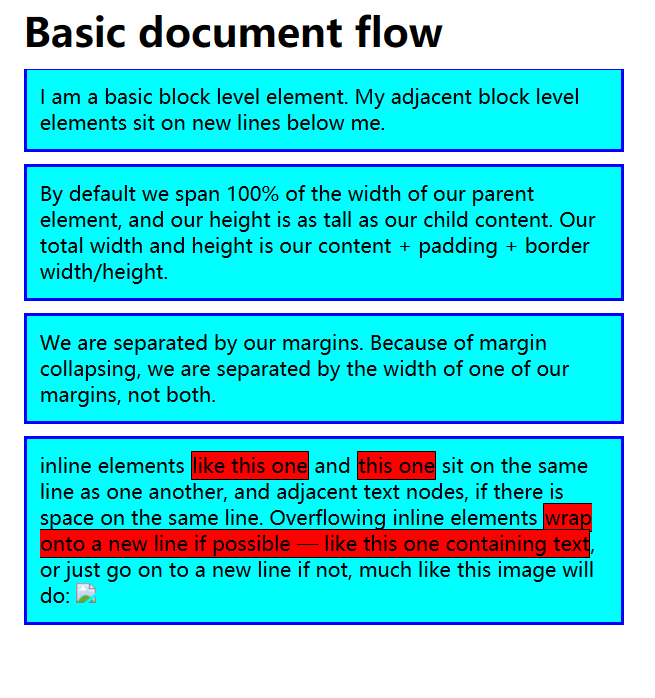 Basic document flow
I am a basic block level element. My adjacent block level
elements sit on new lines below me.
By default we span 100% of the width of our parent
element, and our height is as tall as our child content. Our
total width and height is our content + padding + border
width/height.
We are separated by our margins. Because of margin
collapsing, we are separated by the width of one of our
margins, not both.
inline elements like this one and this one sit on the same
line as one another, and adjacent text nodes, if there is
space on the same line. Overflowing inline elements wrap
onto a new line if possible — like this one containing text,
or just go on to a new line if not, much like this image will
do: